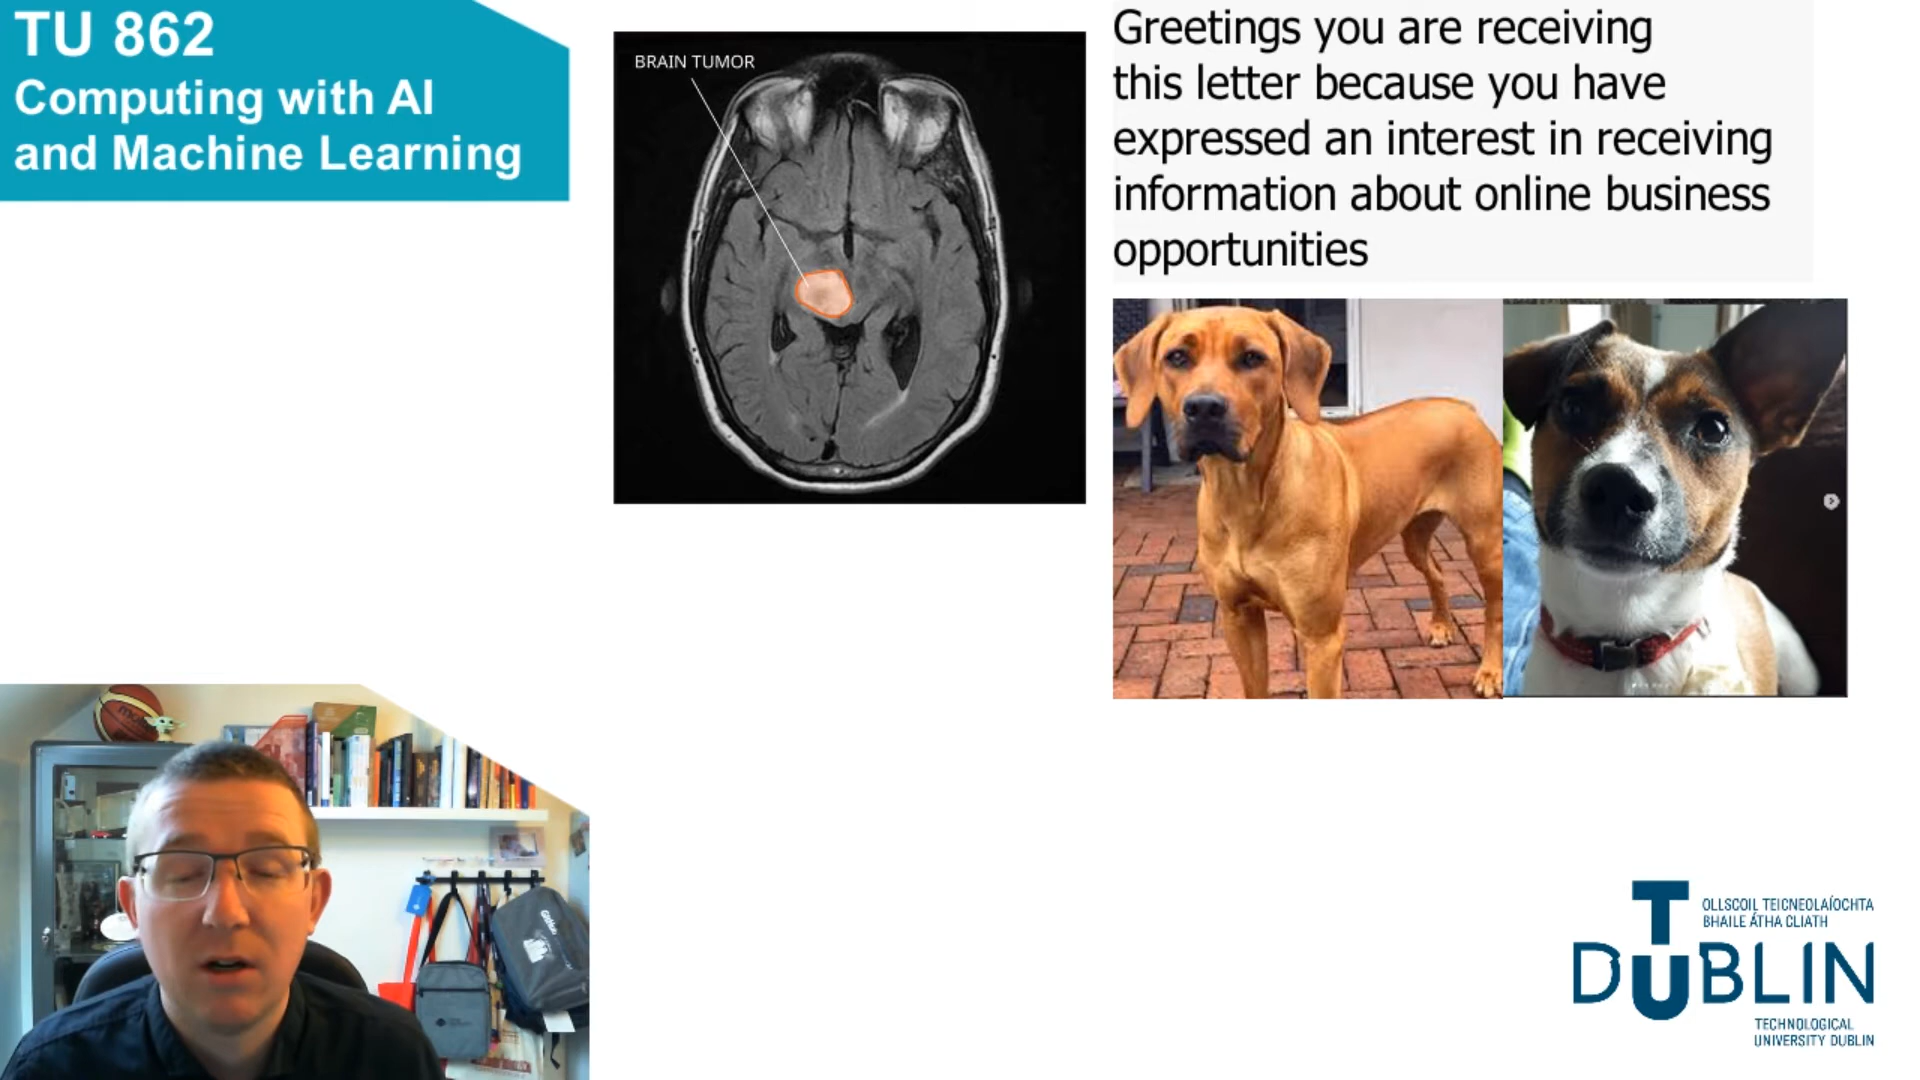 TU 862
Computing with AI
and Machine Learning
BRAIN TUMOR
Greetings you are receiving
this letter because you have
expressed an interest in receiving
information about online business
opportunities
OLLSCOIL TEICNEOLAÍOCHTA
BHAILE ÁTHA CLIATH
TU
DUBLIN
TECHNOLOGICAL
UNIVERSITY DUBLIN
GitHub